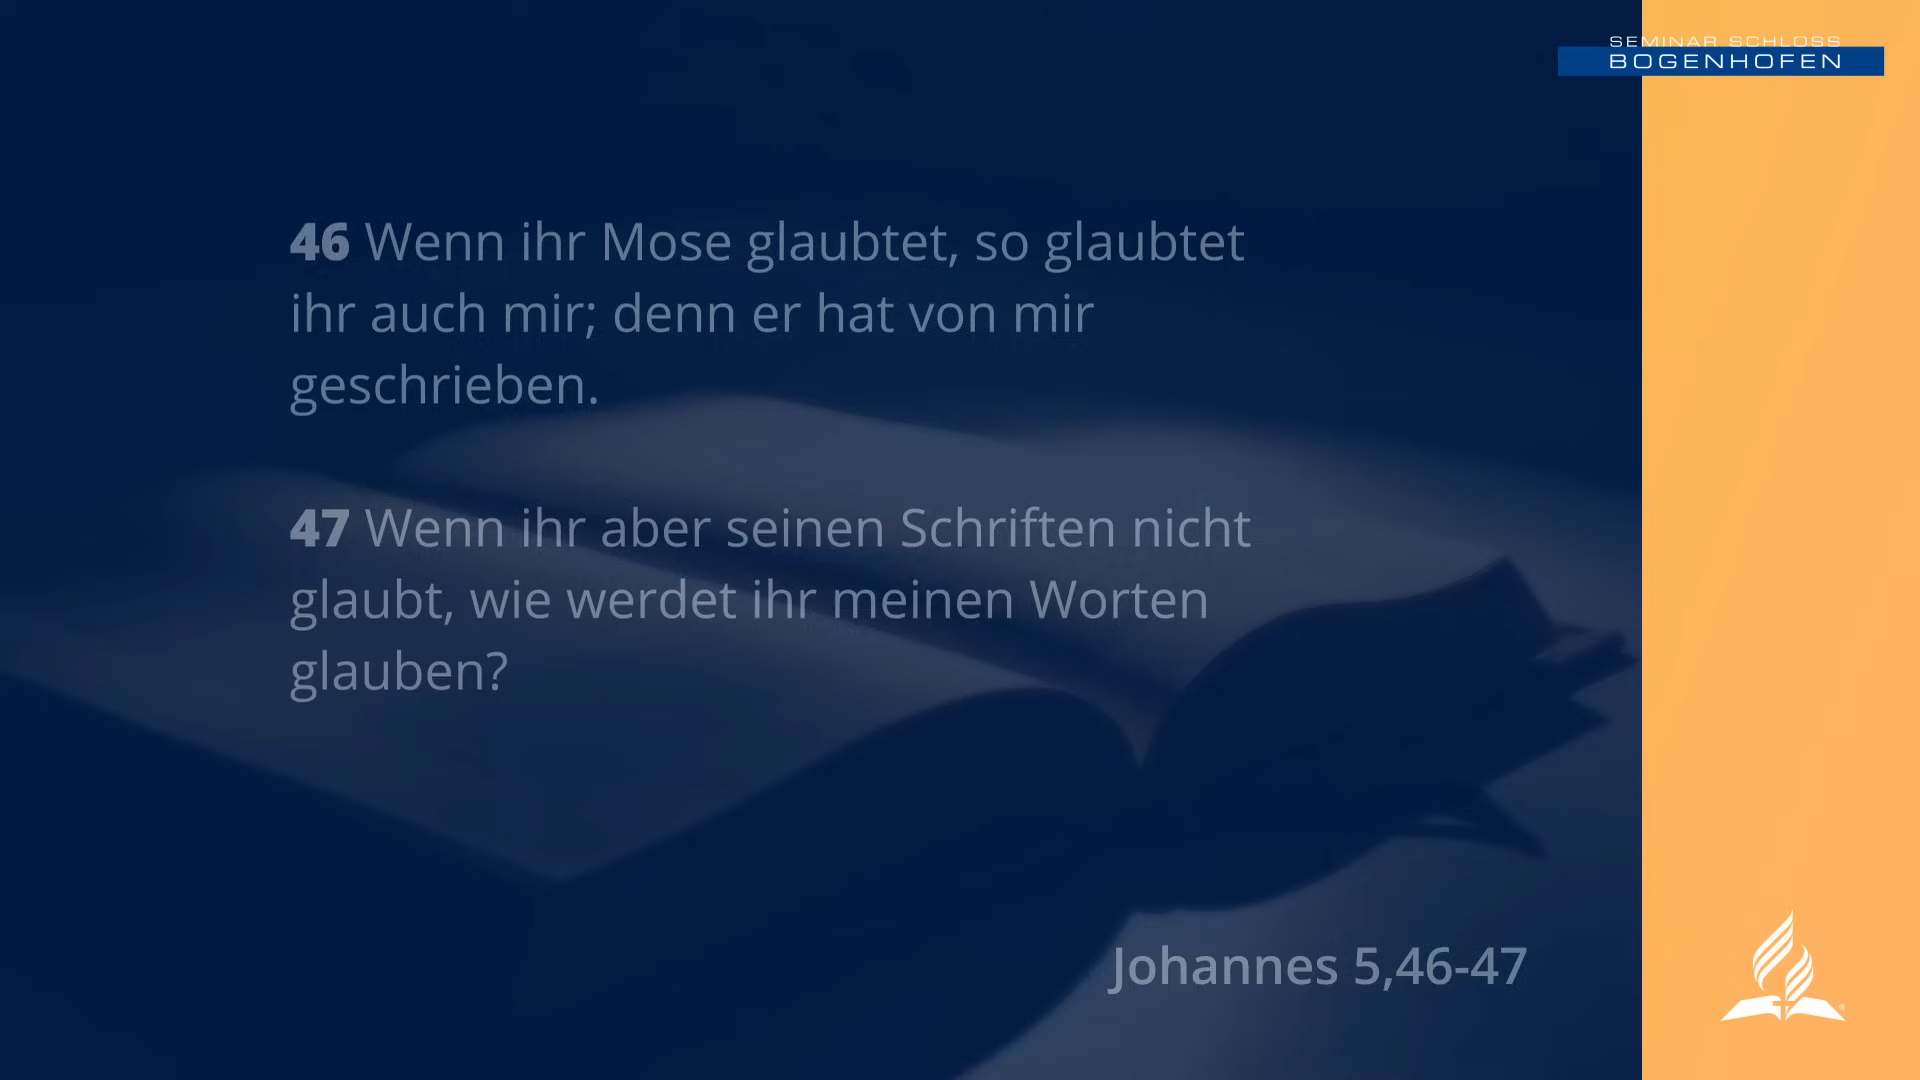 SEMINAR SCHLOSS
BOGENHOFEN
46 Wenn ihr Mose glaubtet, so glaubtet
ihr auch mir; denn er hat von mir
geschrieben.
47 Wenn ihr aber seinen Schriften nicht
glaubt, wie werdet ihr meinen Worten
glauben?
Johannes 5,46-47